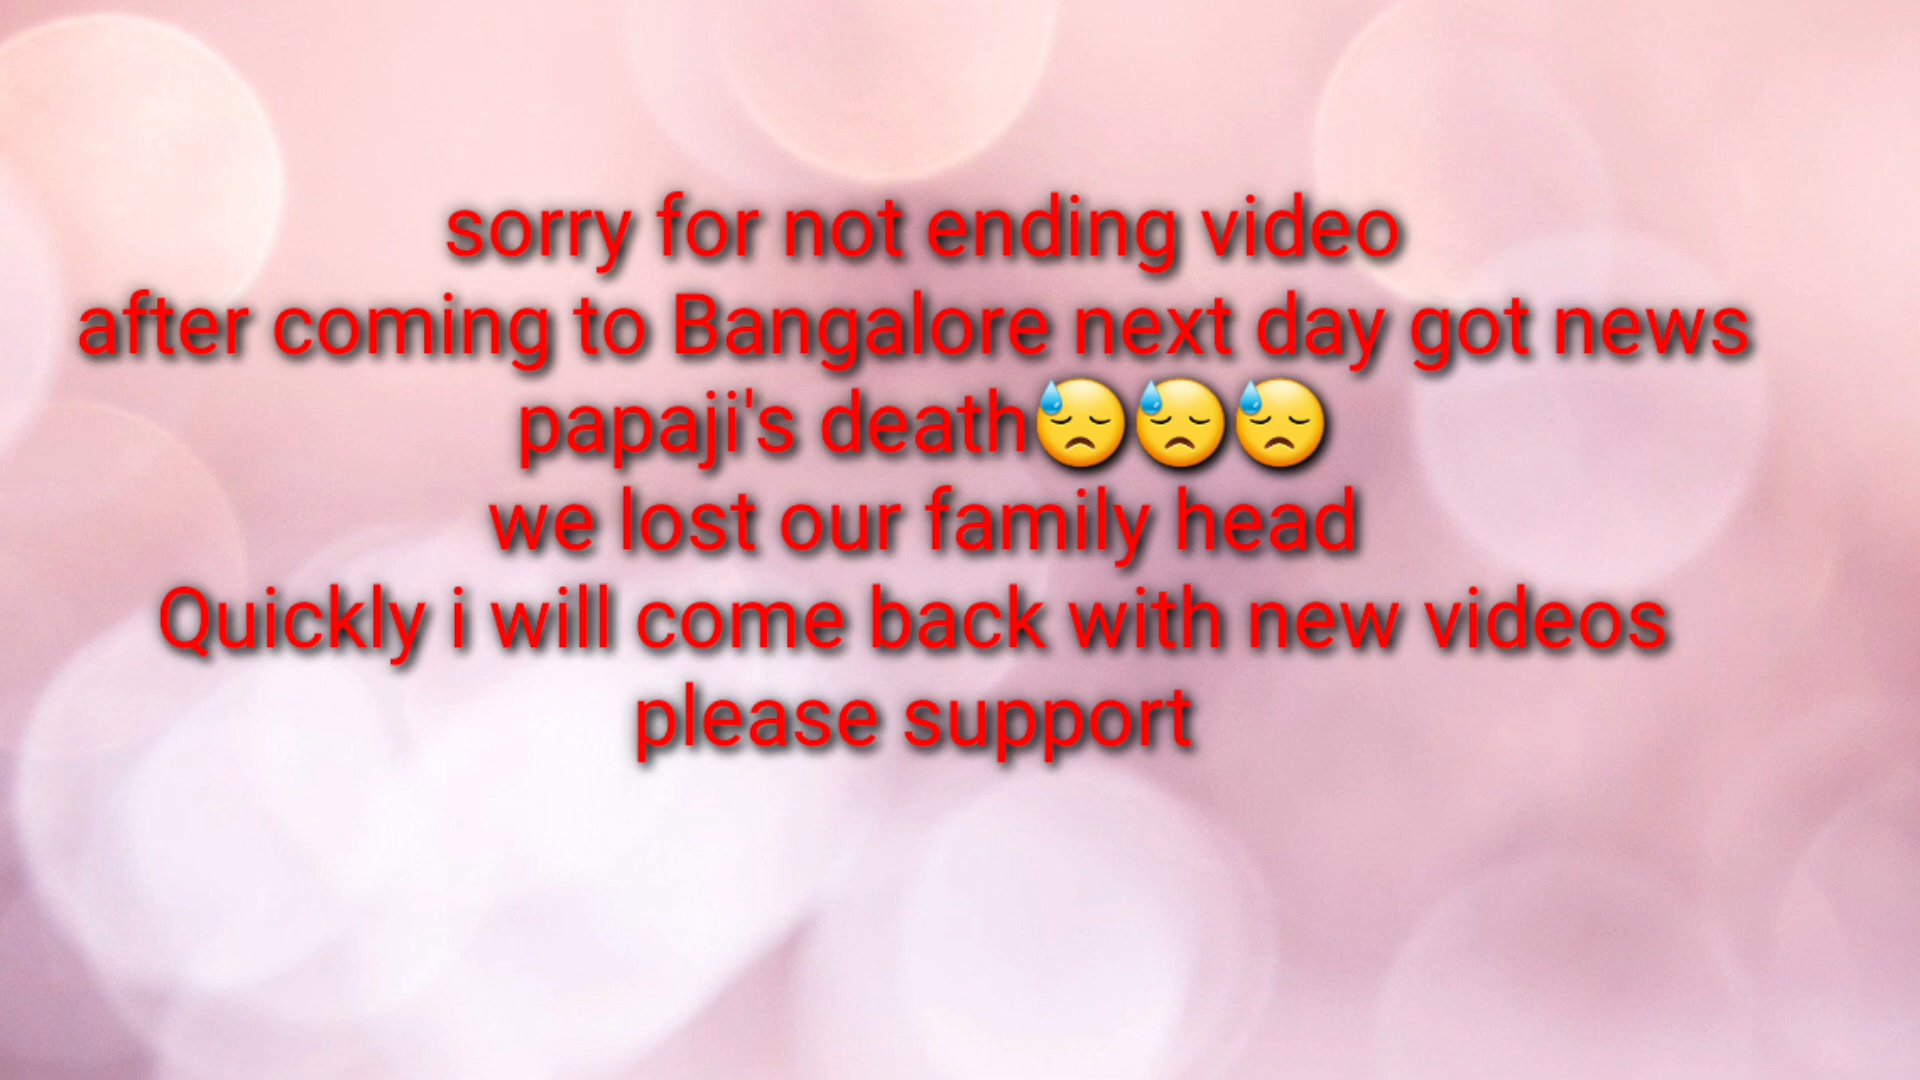 sorry for not ending video
after coming to Bangalore next day got news
papaji's death😓😓😓
we lost our family head
Quickly i will come back with new videos
please support